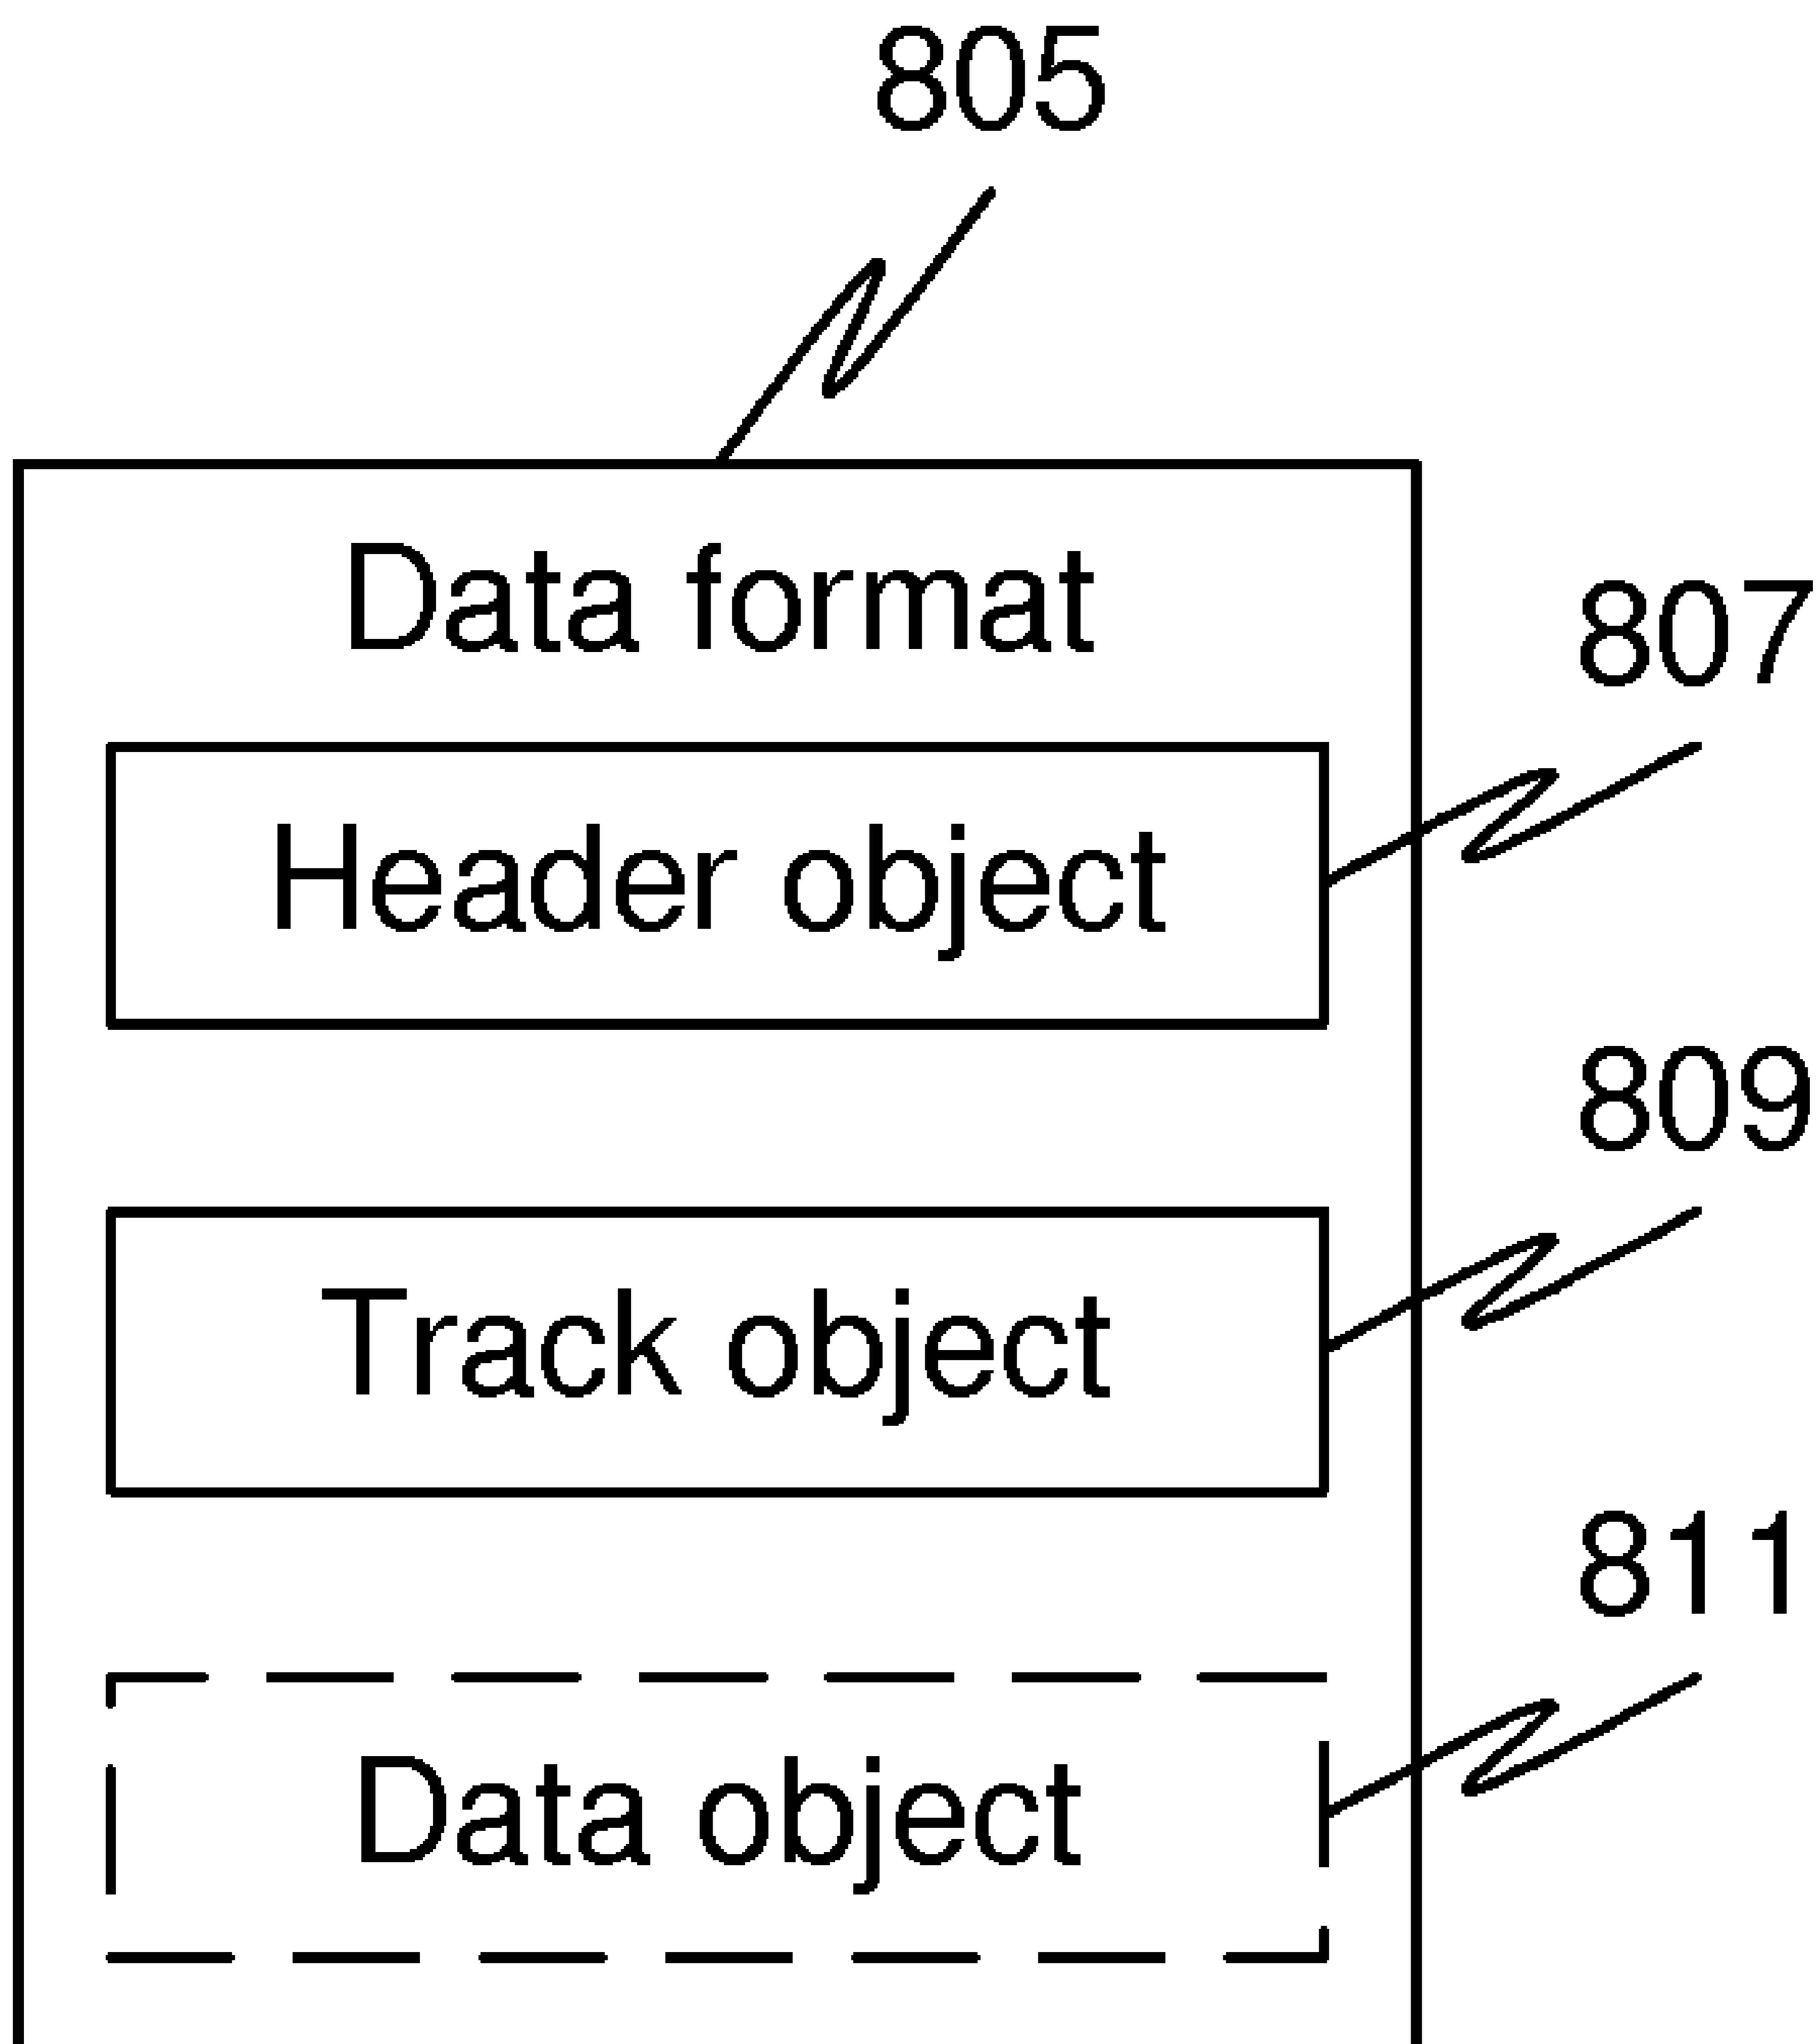 805
Data format
807
Header object
809
Track object
811
Data object